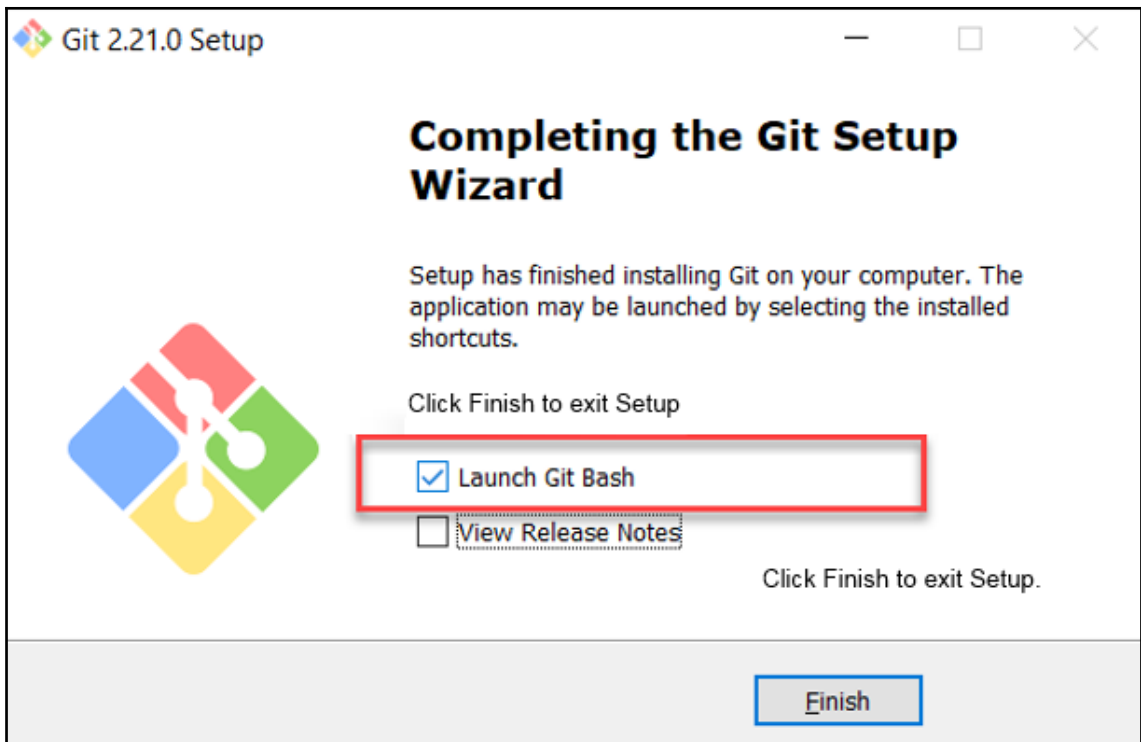 Git 2.21.0 Setup
Completing the Git Setup
Wizard
Setup has finished installing Git on your computer. The
application may be launched by selecting the installed
shortcuts.
Click Finish to exit Setup
Launch Git Bash
View Release Notes
Click Finish to exit Setup.
Finish